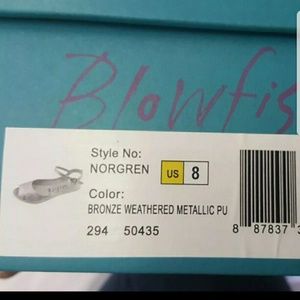 Blowfis
Style No:
NORGREN
US 8
Color:
BRONZE WEATHERED METALLIC PU
294 50435
8 87837 3